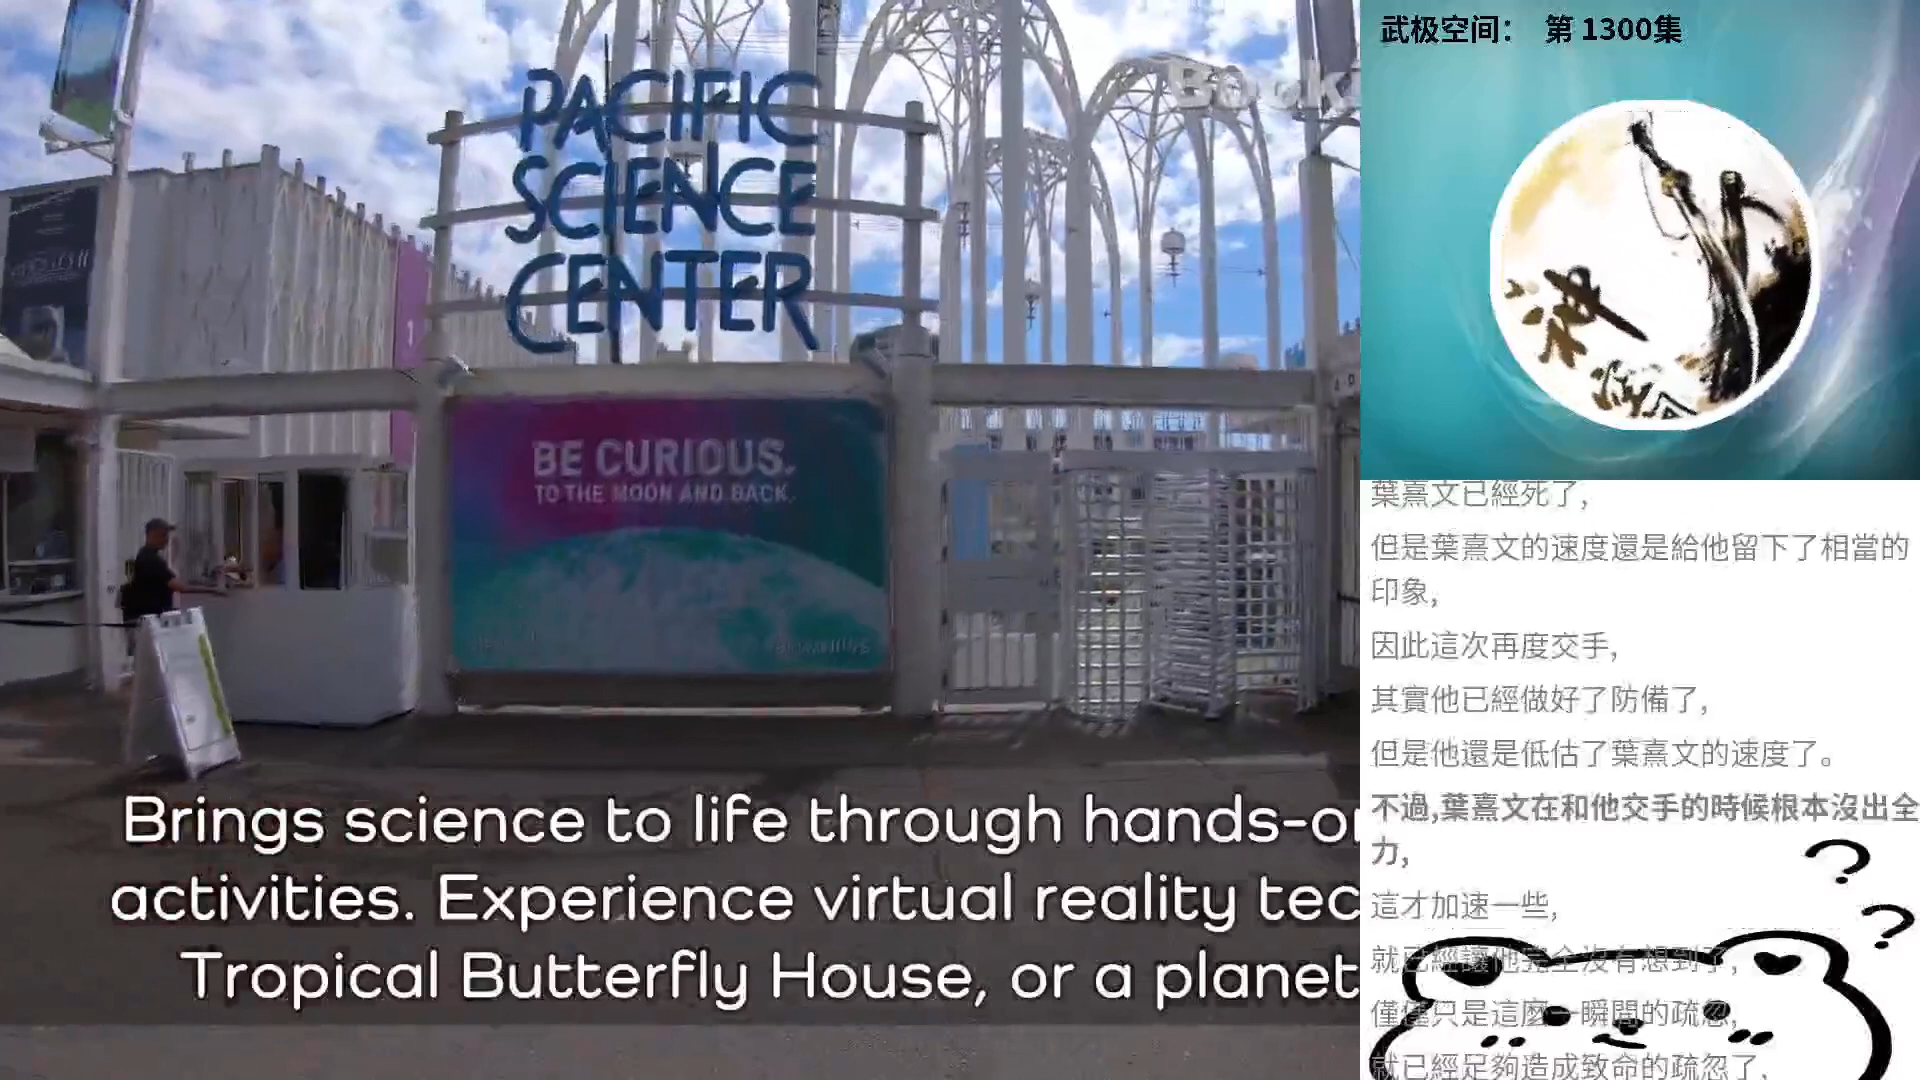 PACIFIC
SCIENCE
CENTER
BE CURIOUS.
TO THE MOON AND BACK.
1
Brings science to life through hands-on
activities. Experience virtual reality tec
Tropical Butterfly House, or a planet
Booki
武极空间： 第 1300集
葉熹文已經死了,
但是葉熹文的速度還是給他留下了相當的
印象,
因此這次再度交手,
其實他已經做好了防備了,
但是他還是低估了葉熹文的速度了。
不過,葉熹文在和他交手的時候根本沒出全
力,
這才加速一些,
就已經讓他完全沒有想到了,
僅僅只是這麼一瞬間的疏忽,
就已經足夠造成致命的疏忽了,
? ?